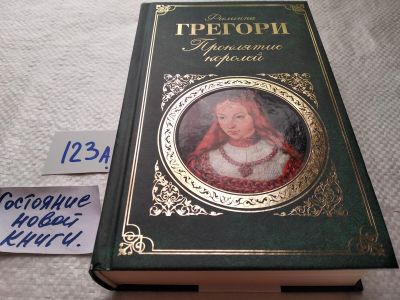 Филиппа
ГРЕГОРИ
Проклятие
королей
123А
Состояние
новой
книги.